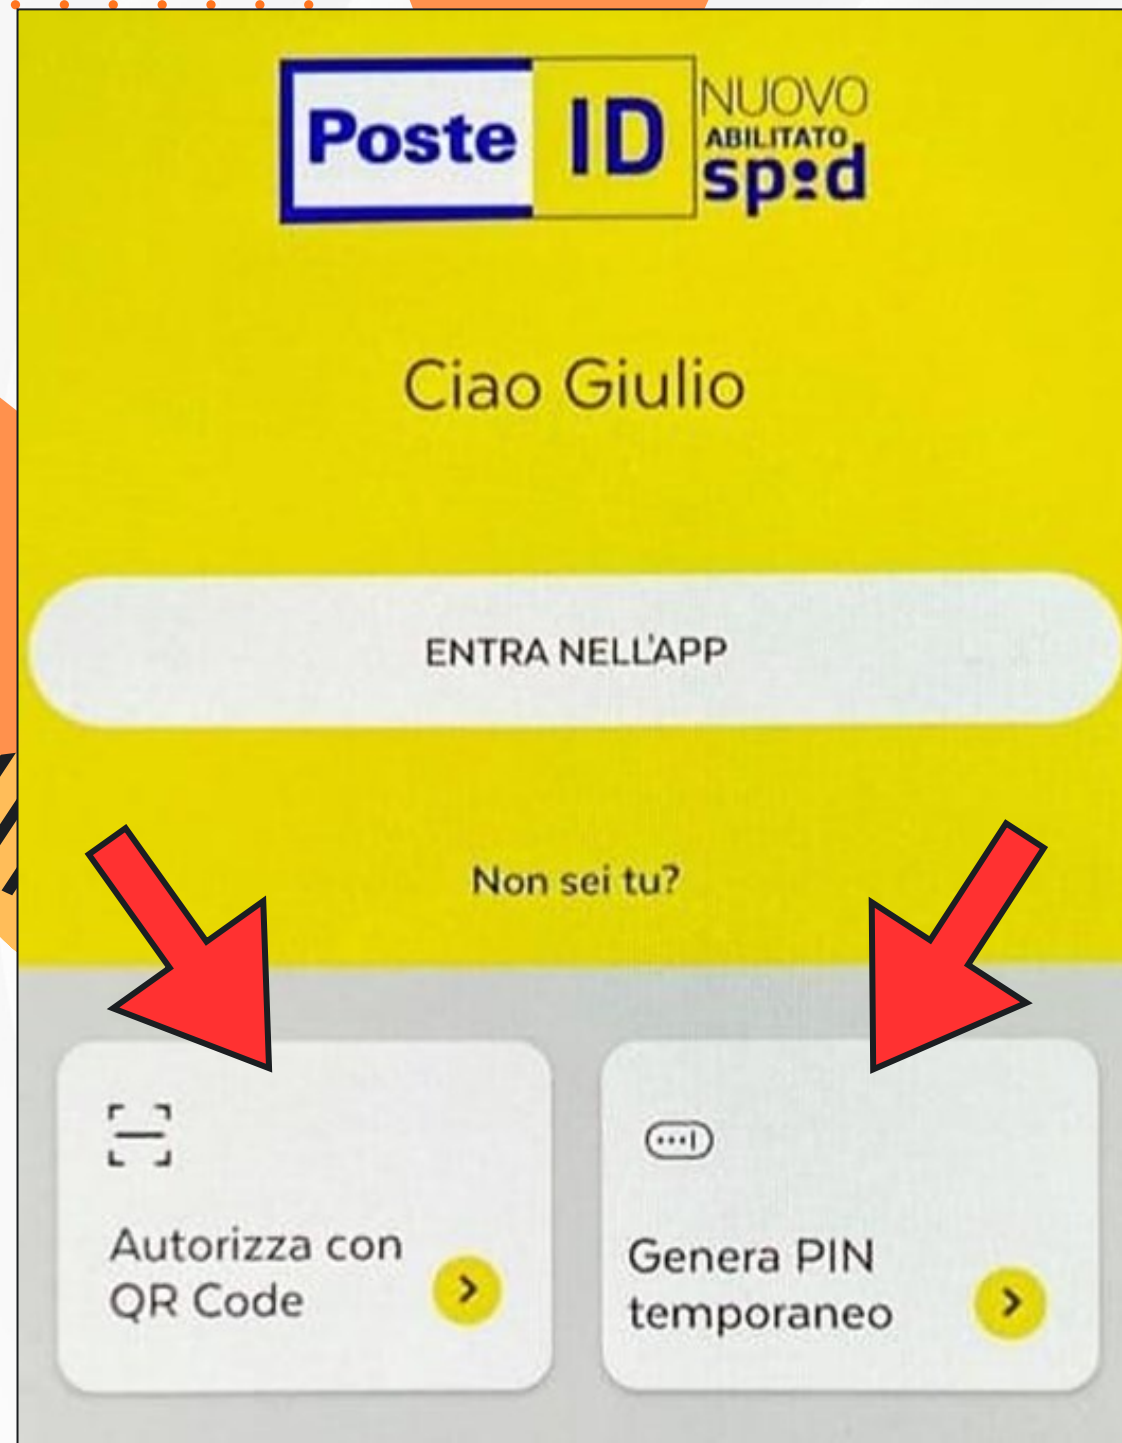 Poste ID NUOVO
ABILITATO
spid
Ciao Giulio
ENTRA NELL'APP
Non sei tu?
Autorizza con
QR Code
Genera PIN
temporaneo